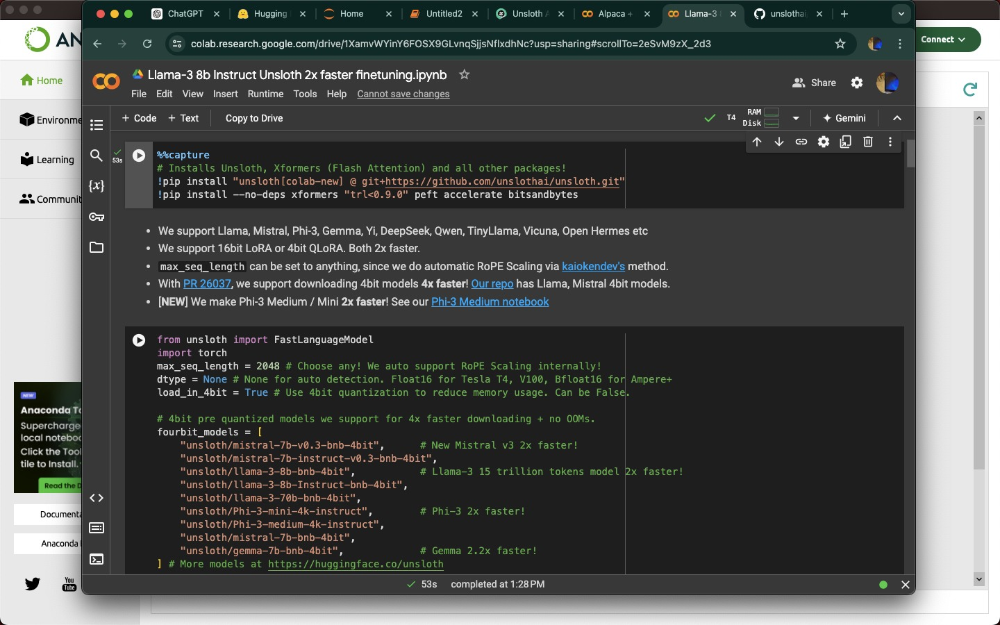 ChatGPT
Hugging
Home
Untitled2
Unsloth A
Alpaca +
Llama-3
unslothai
colab.research.google.com/drive/1XamvWYinY6FOSX9GLvnqSjjsNflxdhNc?usp=sharing#scrollTo=2eSvM9zX_2d3
AN
Connect
Llama-3 8b Instruct Unsloth 2x faster finetuning.ipynb
File Edit View Insert Runtime Tools Help Cannot save changes
Share
+ Code + Text Copy to Drive
T4 RAM
Disk
Gemini
Home
Environme
Learning
Communit
53s
%%capture
# Installs Unsloth, Xformers (Flash Attention) and all other packages!
!pip install "unsloth[colab-new] @ git+https://github.com/unslothai/unsloth.git"
!pip install --no-deps xformers "trl<0.9.0" peft accelerate bitsandbytes
• We support Llama, Mistral, Phi-3, Gemma, Yi, DeepSeek, Qwen, TinyLlama, Vicuna, Open Hermes etc
• We support 16bit LoRA or 4bit QLoRA. Both 2x faster.
• max_seq_length can be set to anything, since we do automatic RoPE Scaling via kaiokendev's method.
• With PR 26037, we support downloading 4bit models 4x faster! Our repo has Llama, Mistral 4bit models.
• [NEW] We make Phi-3 Medium / Mini 2x faster! See our Phi-3 Medium notebook
from unsloth import FastLanguageModel
import torch
max_seq_length = 2048 # Choose any! We auto support RoPE Scaling internally!
dtype = None # None for auto detection. Float16 for Tesla T4, V100, Bfloat16 for Ampere+
load_in_4bit = True # Use 4bit quantization to reduce memory usage. Can be False.
# 4bit pre quantized models we support for 4x faster downloading + no OOMs.
fourbit_models = [
"unsloth/mistral-7b-v0.3-bnb-4bit", # New Mistral v3 2x faster!
"unsloth/mistral-7b-instruct-v0.3-bnb-4bit",
"unsloth/llama-3-8b-bnb-4bit", # Llama-3 15 trillion tokens model 2x faster!
"unsloth/llama-3-8b-Instruct-bnb-4bit",
"unsloth/llama-3-70b-bnb-4bit",
"unsloth/Phi-3-mini-4k-instruct", # Phi-3 2x faster!
"unsloth/Phi-3-medium-4k-instruct",
"unsloth/mistral-7b-bnb-4bit",
"unsloth/gemma-7b-bnb-4bit", # Gemma 2.2x faster!
] # More models at https://huggingface.co/unsloth
53s completed at 1:28 PM
NEW
Anaconda To
Supercharge
local notebo
Click the Tool
tile to Install.
Read the D
Documenta
Anaconda
You
Tube